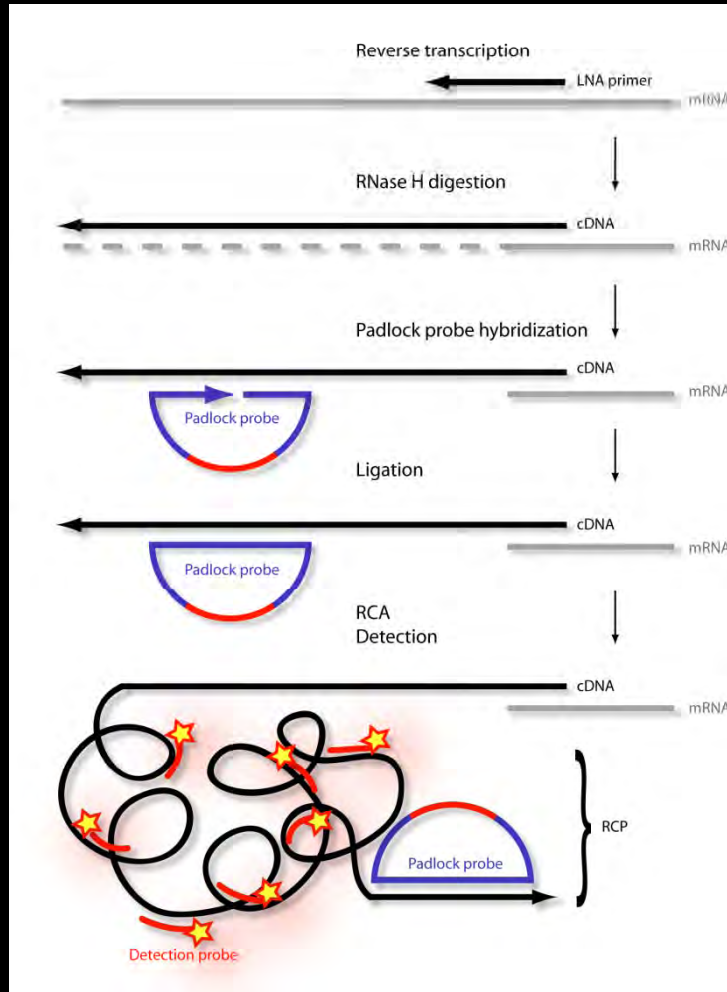 Reverse transcription
LNA primer
mRNA
RNase H digestion
cDNA
mRNA
Padlock probe hybridization
cDNA
mRNA
Padlock probe
Ligation
cDNA
mRNA
Padlock probe
RCA
Detection
cDNA
mRNA
RCP
Padlock probe
Detection probe